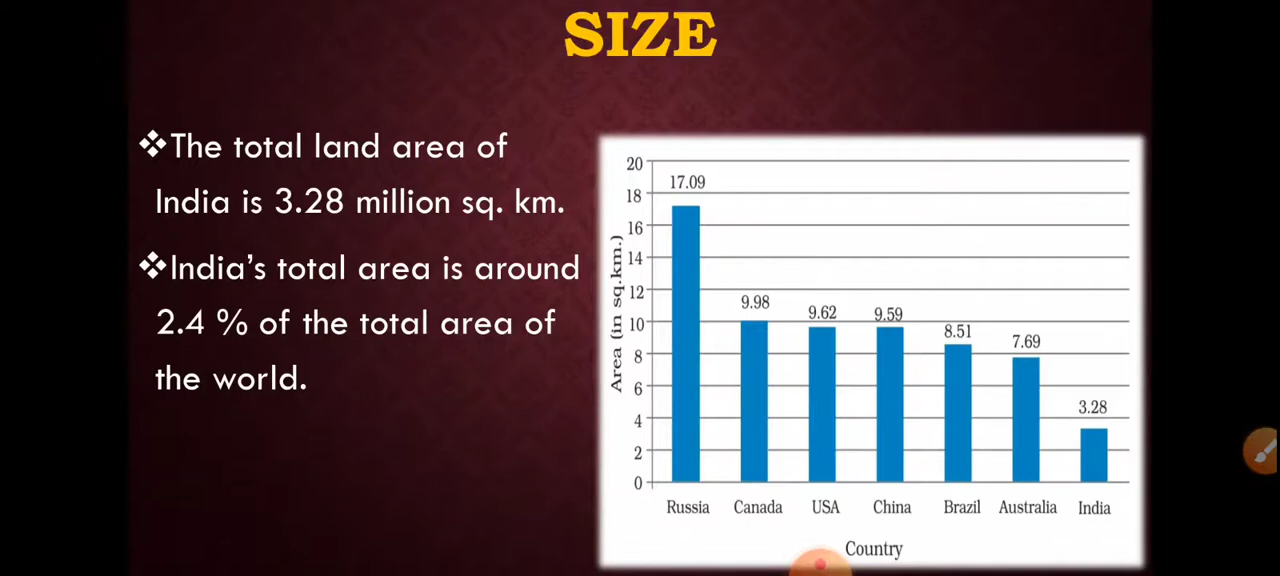 SIZE
❖The total land area of
India is 3.28 million sq. km.
❖India's total area is around
2.4 % of the total area of
the world.
Area (in sq.km.)
20
18
16
14
12
10
8
6
4
2
0
17.09
9.98
9.62
9.59
8.51
7.69
3.28
Russia
Canada
USA
China
Brazil
Australia
India
Country